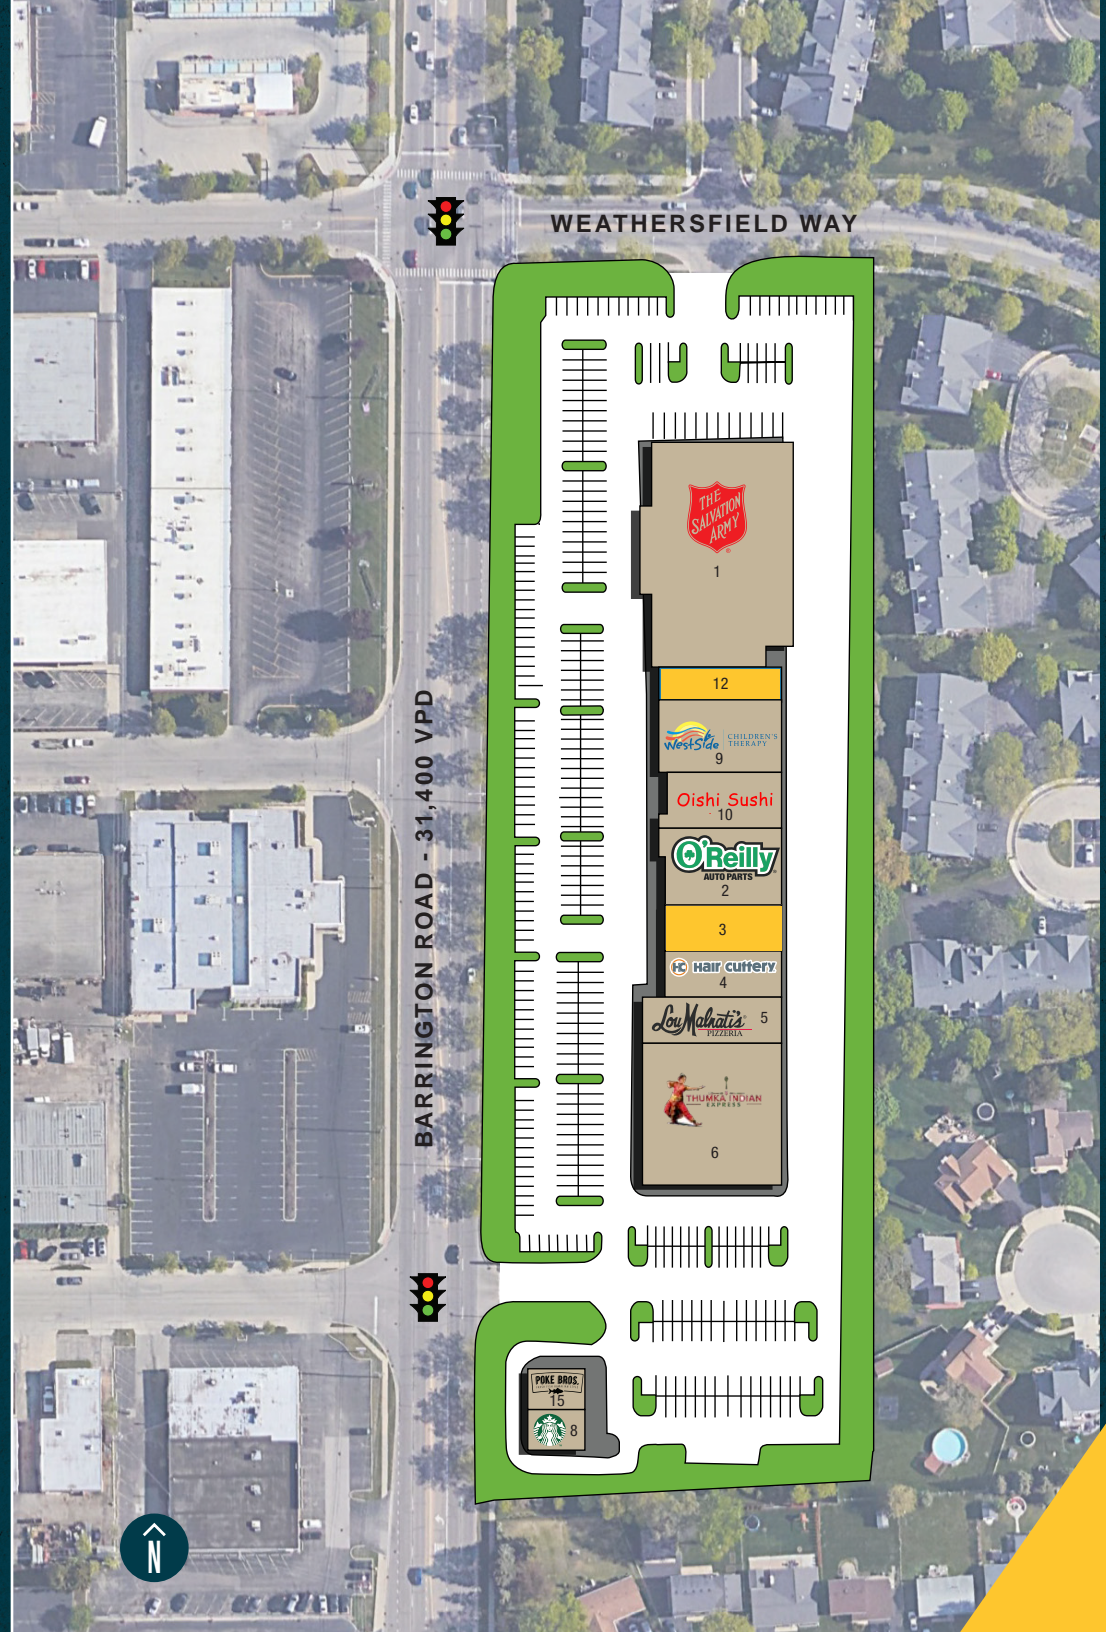 WEATHERSFIELD WAY
THE
SALVATION
ARMY
1
12
WestSide
CHILDREN'S
THERAPY
9
Oishi Sushi
10
O'Reilly
AUTO PARTS
2
3
HC Hair Cuttery
4
Lou Malnati's
PIZZERIA
5
THUMKA INDIAN
EXPRESS
6
BARRINGTON ROAD - 31,400 VPD
POKE BROS.
15
8
N